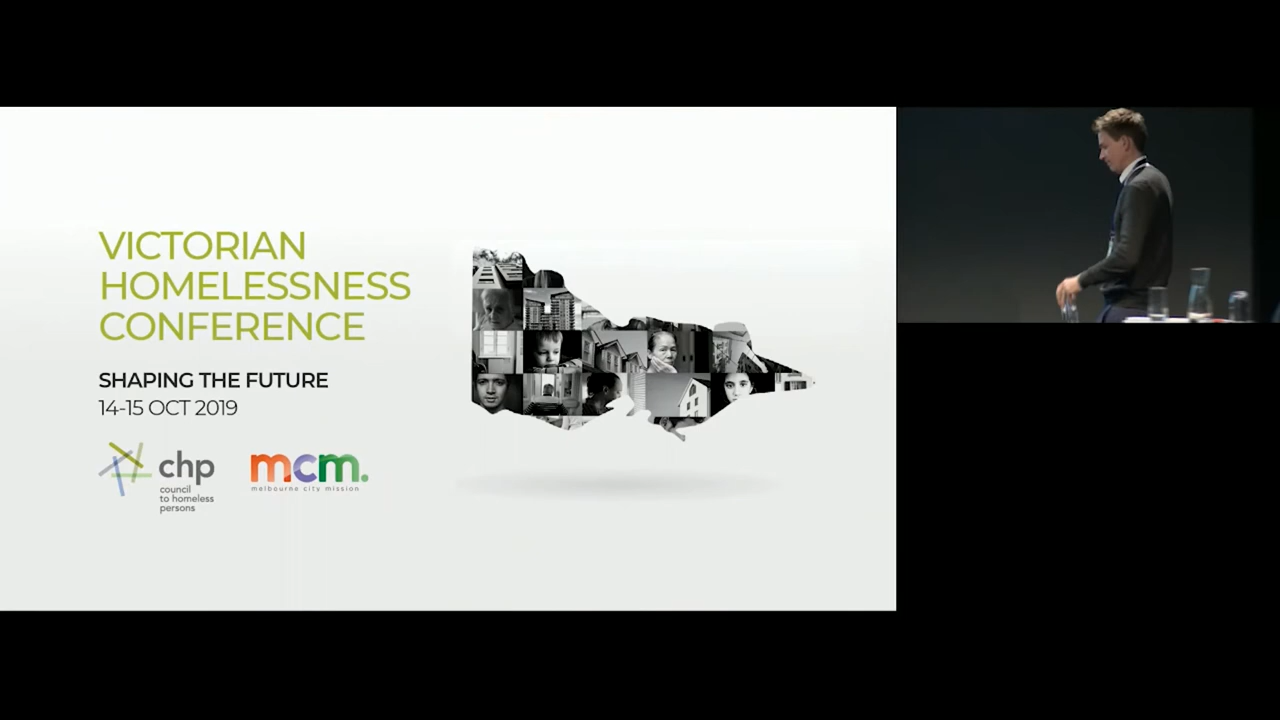 VICTORIAN
HOMELESSNESS
CONFERENCE
SHAPING THE FUTURE
14-15 OCT 2019
chp
council
to homeless
persons
mcm.
melbourne city mission